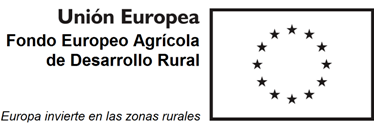 Unión Europea
Fondo Europeo Agrícola
de Desarrollo Rural
Europa invierte en las zonas rurales